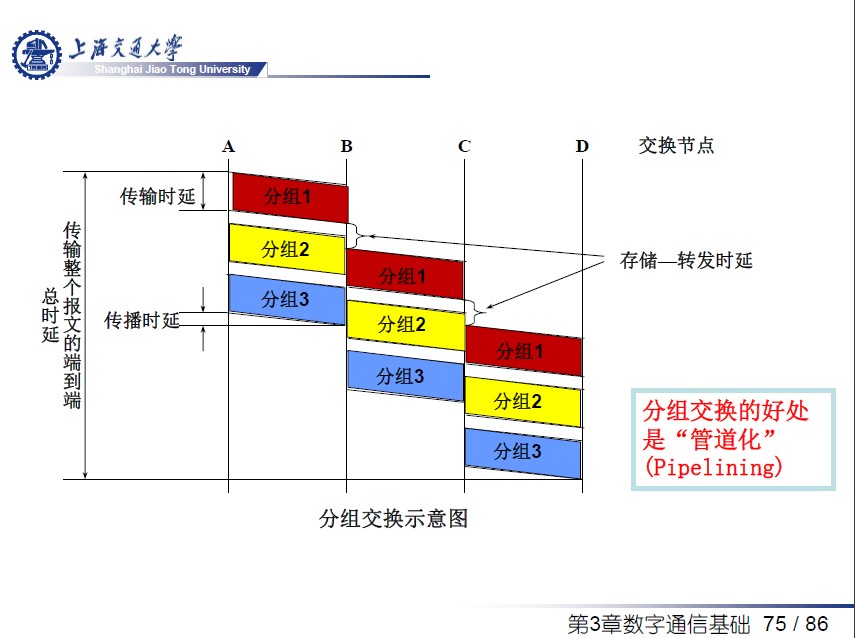 上海交通大学
Shanghai Jiao Tong University
A B C D 交换节点
传输时延
分组1
分组2
分组3
传播时延
传输整个报文的端到端
总时延
分组1
分组2
分组3
分组1
分组2
分组3
存储—转发时延
分组交换的好处
是“管道化”
(Pipelining)
分组交换示意图
第3章数字通信基础 75 / 86